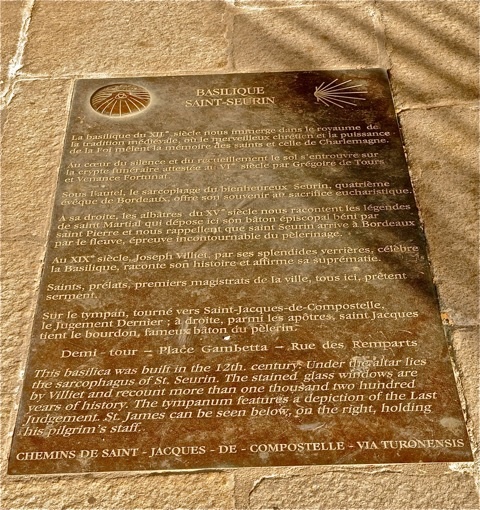 BASILIQUE
SAINT-SEURIN
La basilique du XIIe siècle nous immerge dans le royaume de
la tradition médiévale, où le merveilleux chrétien et la puissance
de la Foi mêlent la mémoire des saints et celle de Charlemagne.
Au cœur du silence et du recueillement le sol s'entrouvre sur
la crypte funéraire attestée au VIe siècle par Grégoire de Tours
et Venance Fortunat.
Sous l'autel, le sarcophage du bienheureux Seurin, quatrième
évêque de Bordeaux, offre son souvenir au sacrifice eucharistique.
A sa droite, les albâtres du XVe siècle nous racontent les légendes
de saint Martial qui dépose ici son bâton épiscopal béni par
saint Pierre et nous rappellent que saint Seurin arrive à Bordeaux
par le fleuve, épreuve incontournable du pèlerinage.
Au XIXe siècle, Joseph Villiet, par ses splendides verrières, célèbre
la Basilique, raconte son histoire et affirme sa suprématie.
Saints, prélats, premiers magistrats de la ville, tous ici, prêtent
serment.
Sur le tympan, tourné vers Saint-Jacques-de-Compostelle,
le Jugement Dernier ; à droite, parmi les apôtres, saint Jacques
tient le bourdon, fameux bâton du pèlerin.
Demi - tour – Place Gambetta – Rue des Remparts
This basilica was built in the 12th. century. Under the altar lies
the sarcophagus of St. Seurin. The stained glass windows are
by Villiet and recount more than one thousand two hundred
years of history. The tympanum features a depiction of the Last
Judgement. St. James can be seen below, on the right, holding
his pilgrim's staff.
CHEMINS DE SAINT - JACQUES - DE - COMPOSTELLE - VIA TURONENSIS